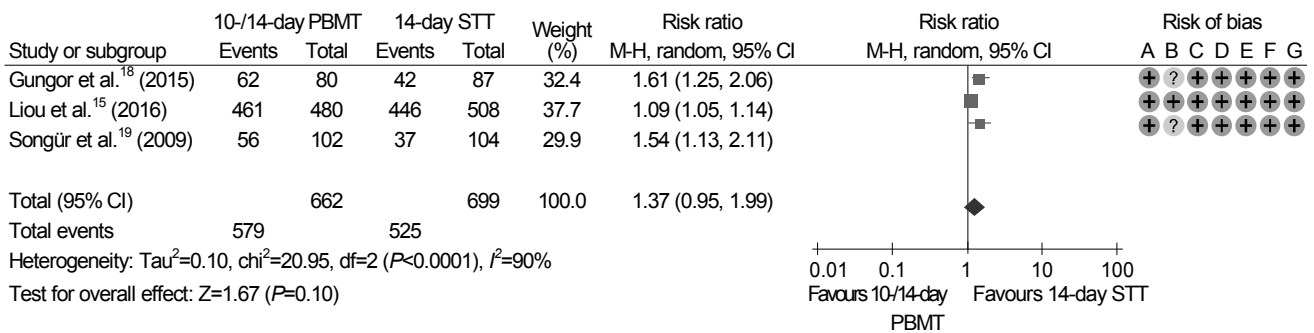 10-/14-day PBMT 14-day STT Weight Risk ratio Risk ratio Risk of bias
Study or subgroup Events Total Events Total (%) M-H, random, 95% CI M-H, random, 95% CI A B C D E F G
Gungor et al.18 (2015) 62 80 42 87 32.4 1.61 (1.25, 2.06) + ? + + + + +
Liou et al.15 (2016) 461 480 446 508 37.7 1.09 (1.05, 1.14) + + + + + + +
Songür et al.19 (2009) 56 102 37 104 29.9 1.54 (1.13, 2.11) + ? + + + + +
Total (95% CI) 662 699 100.0 1.37 (0.95, 1.99)
Total events 579 525
Heterogeneity: Tau2=0.10, chi2=20.95, df=2 (P<0.0001), I2=90%
Test for overall effect: Z=1.67 (P=0.10)
0.01 0.1 1 10 100
Favours 10-/14-day Favours 14-day STT
PBMT